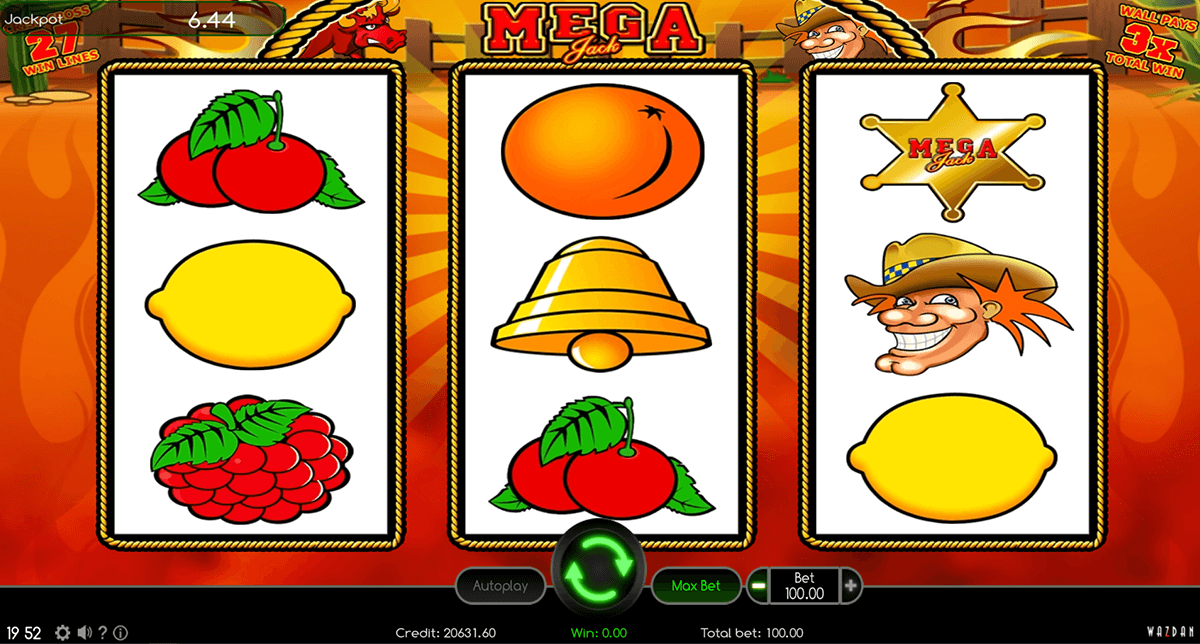 Jackpot 6.44
27
WIN LINES
MEGA
Jack
WALL PAYS
3x
TOTAL WIN
MEGA
Jack
Autoplay
Max Bet
Bet
100.00
19 52
?
i
Credit: 20631.60
Win: 0.00
Total bet: 100.00
WAZDAN